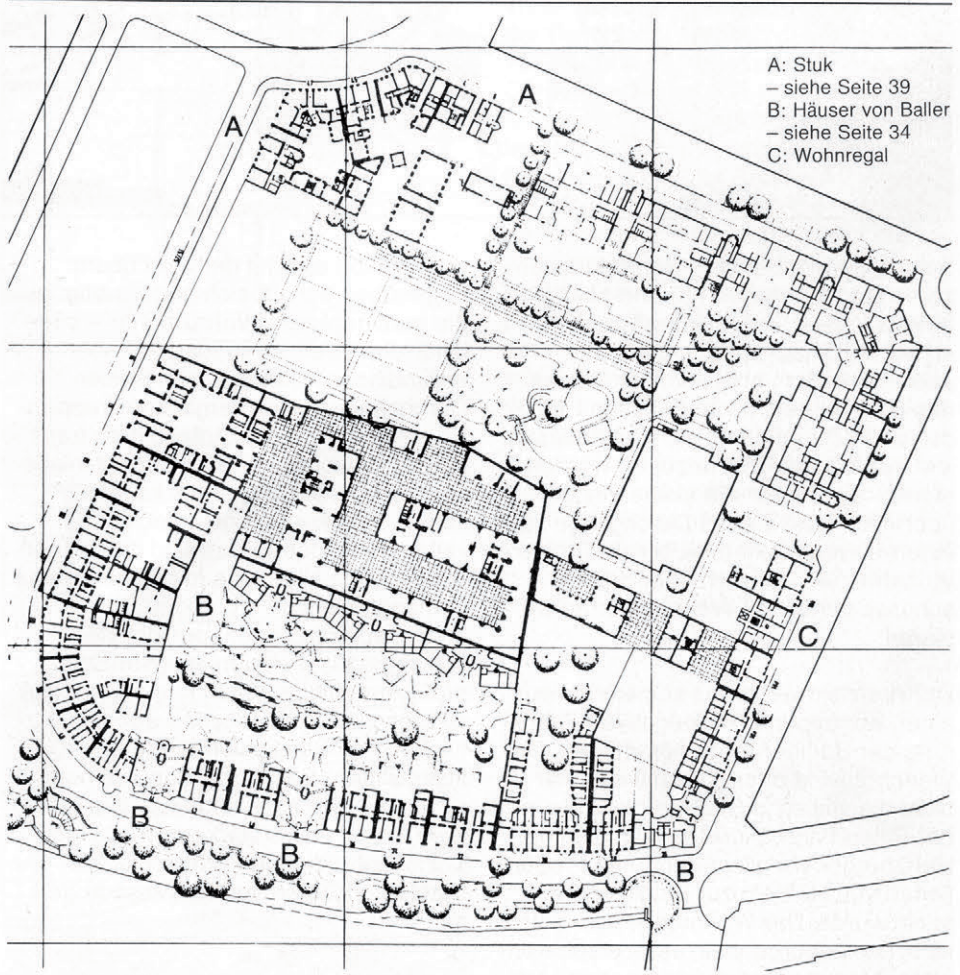 A: Stuk
– siehe Seite 39
B: Häuser von Baller
– siehe Seite 34
C: Wohnregal
A
A
B
C
B
B
B